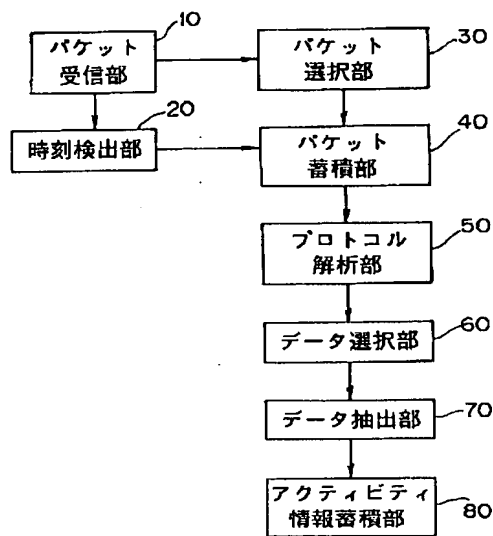 10
パケット
受信部
30
パケット
選択部
20
時刻検出部
40
パケット
蓄積部
50
プロトコル
解析部
60
データ選択部
70
データ抽出部
アクティビティ
情報蓄積部
80